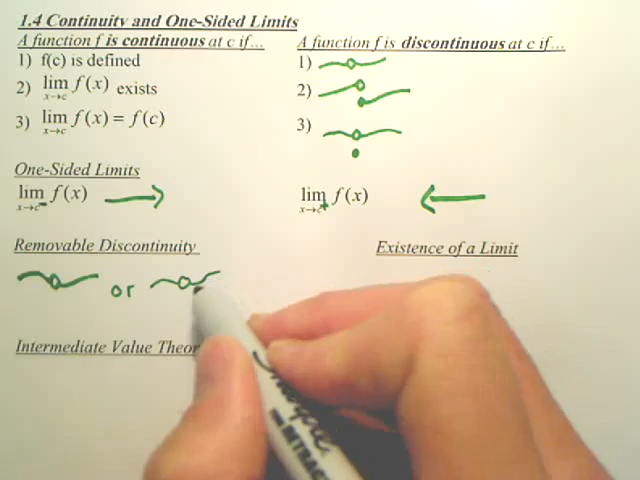 1.4 Continuity and One-Sided Limits
A function f is continuous at c if…
1) f(c) is defined
2) lim x→c f(x) exists
3) lim x→c f(x) = f(c)
A function f is discontinuous at c if…
1)
2)
3)
One-Sided Limits
lim x→c⁻ f(x)
lim x→c⁺ f(x)
Removable Discontinuity
or
Existence of a Limit
Intermediate Value Theor
Sharpie
RETRAC